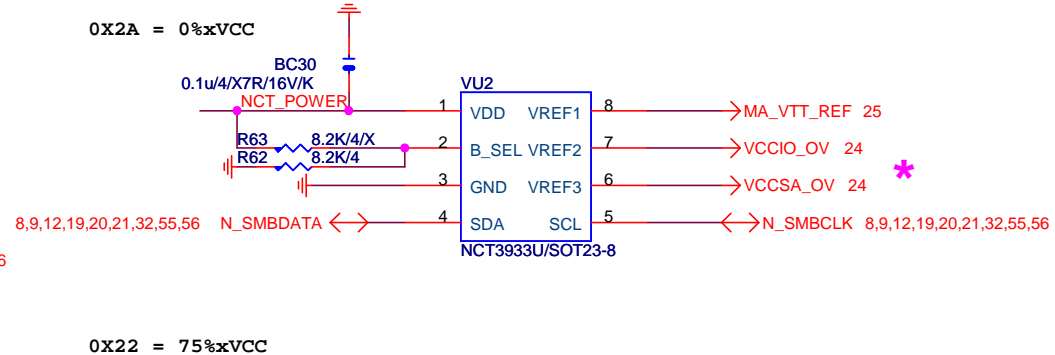 0X2A = 0%xVCC
BC30
0.1u/4/X7R/16V/K
NCT_POWER
VU2
1 VDD VREF1 8 MA_VTT_REF 25
R63 8.2K/4/X
2 B_SEL VREF2 7 VCCIO_OV 24
R62 8.2K/4
3 GND VREF3 6 VCCSA_OV 24 *
8,9,12,19,20,21,32,55,56 N_SMBDATA 4 SDA SCL 5 N_SMBCLK 8,9,12,19,20,21,32,55,56
NCT3933U/SOT23-8
6
0X22 = 75%xVCC